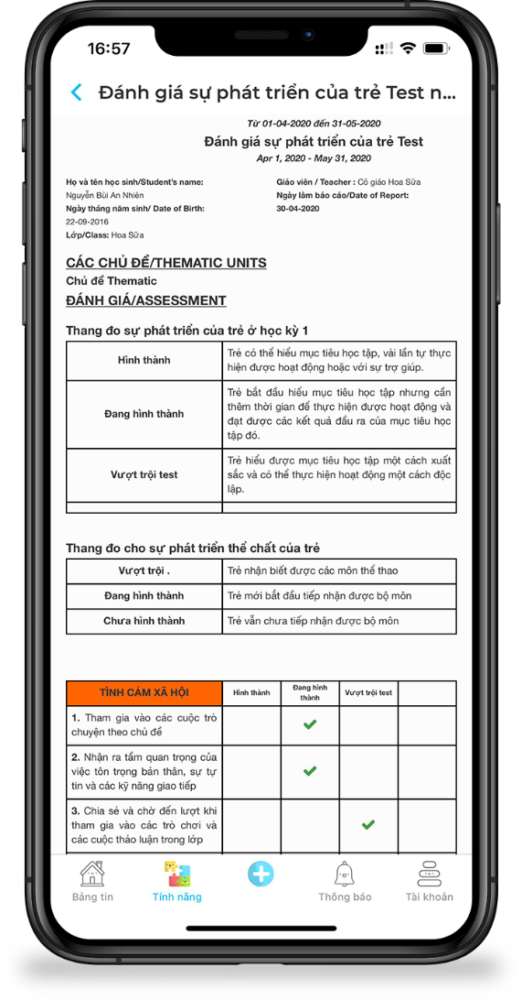 16:57
Đánh giá sự phát triển của trẻ Test n...
Từ 01-04-2020 đến 31-05-2020
Đánh giá sự phát triển của trẻ Test
Apr 1, 2020 - May 31, 2020
Họ và tên học sinh/Student's name:
Nguyễn Bùi An Nhiên
Ngày tháng năm sinh/ Date of Birth:
22-09-2016
Lớp/Class: Hoa Sữa
Giáo viên / Teacher : Cô giáo Hoa Sữa
Ngày làm báo cáo/Date of Report:
30-04-2020
CÁC CHỦ ĐỀ/THEMATIC UNITS
Chủ đề Thematic
ĐÁNH GIÁ/ASSESSMENT
Thang đo sự phát triển của trẻ ở học kỳ 1
Hình thành
Trẻ có thể hiểu mục tiêu học tập, vài lần tự thực
hiện được hoạt động hoặc với sự trợ giúp.
Đang hình thành
Trẻ bắt đầu hiểu mục tiêu học tập nhưng cần
thêm thời gian để thực hiện được hoạt động và
đạt được các kết quả đầu ra của mục tiêu học
tập đó.
Vượt trội test
Trẻ hiểu được mục tiêu học tập một cách xuất
sắc và có thể thực hiện hoạt động một cách độc
lập.
Thang đo cho sự phát triển thể chất của trẻ
Vượt trội .
Trẻ nhận biết được các môn thể thao
Đang hình thành
Trẻ mới bắt đầu tiếp nhận được bộ môn
Chưa hình thành
Trẻ vẫn chưa tiếp nhận được bộ môn
TÌNH CẢM XÃ HỘI
Hình thành
Đang hình
thành
Vượt trội test
1. Tham gia vào các cuộc trò
chuyện theo chủ đề
2. Nhận ra tầm quan trọng của
việc tôn trọng bản thân, sự tự
tin và các kỹ năng giao tiếp
3. Chia sẻ và chờ đến lượt khi
tham gia vào các trò chơi và
các cuộc thảo luận trong lớp
Bảng tin
Tính năng
Thông báo
Tài khoản